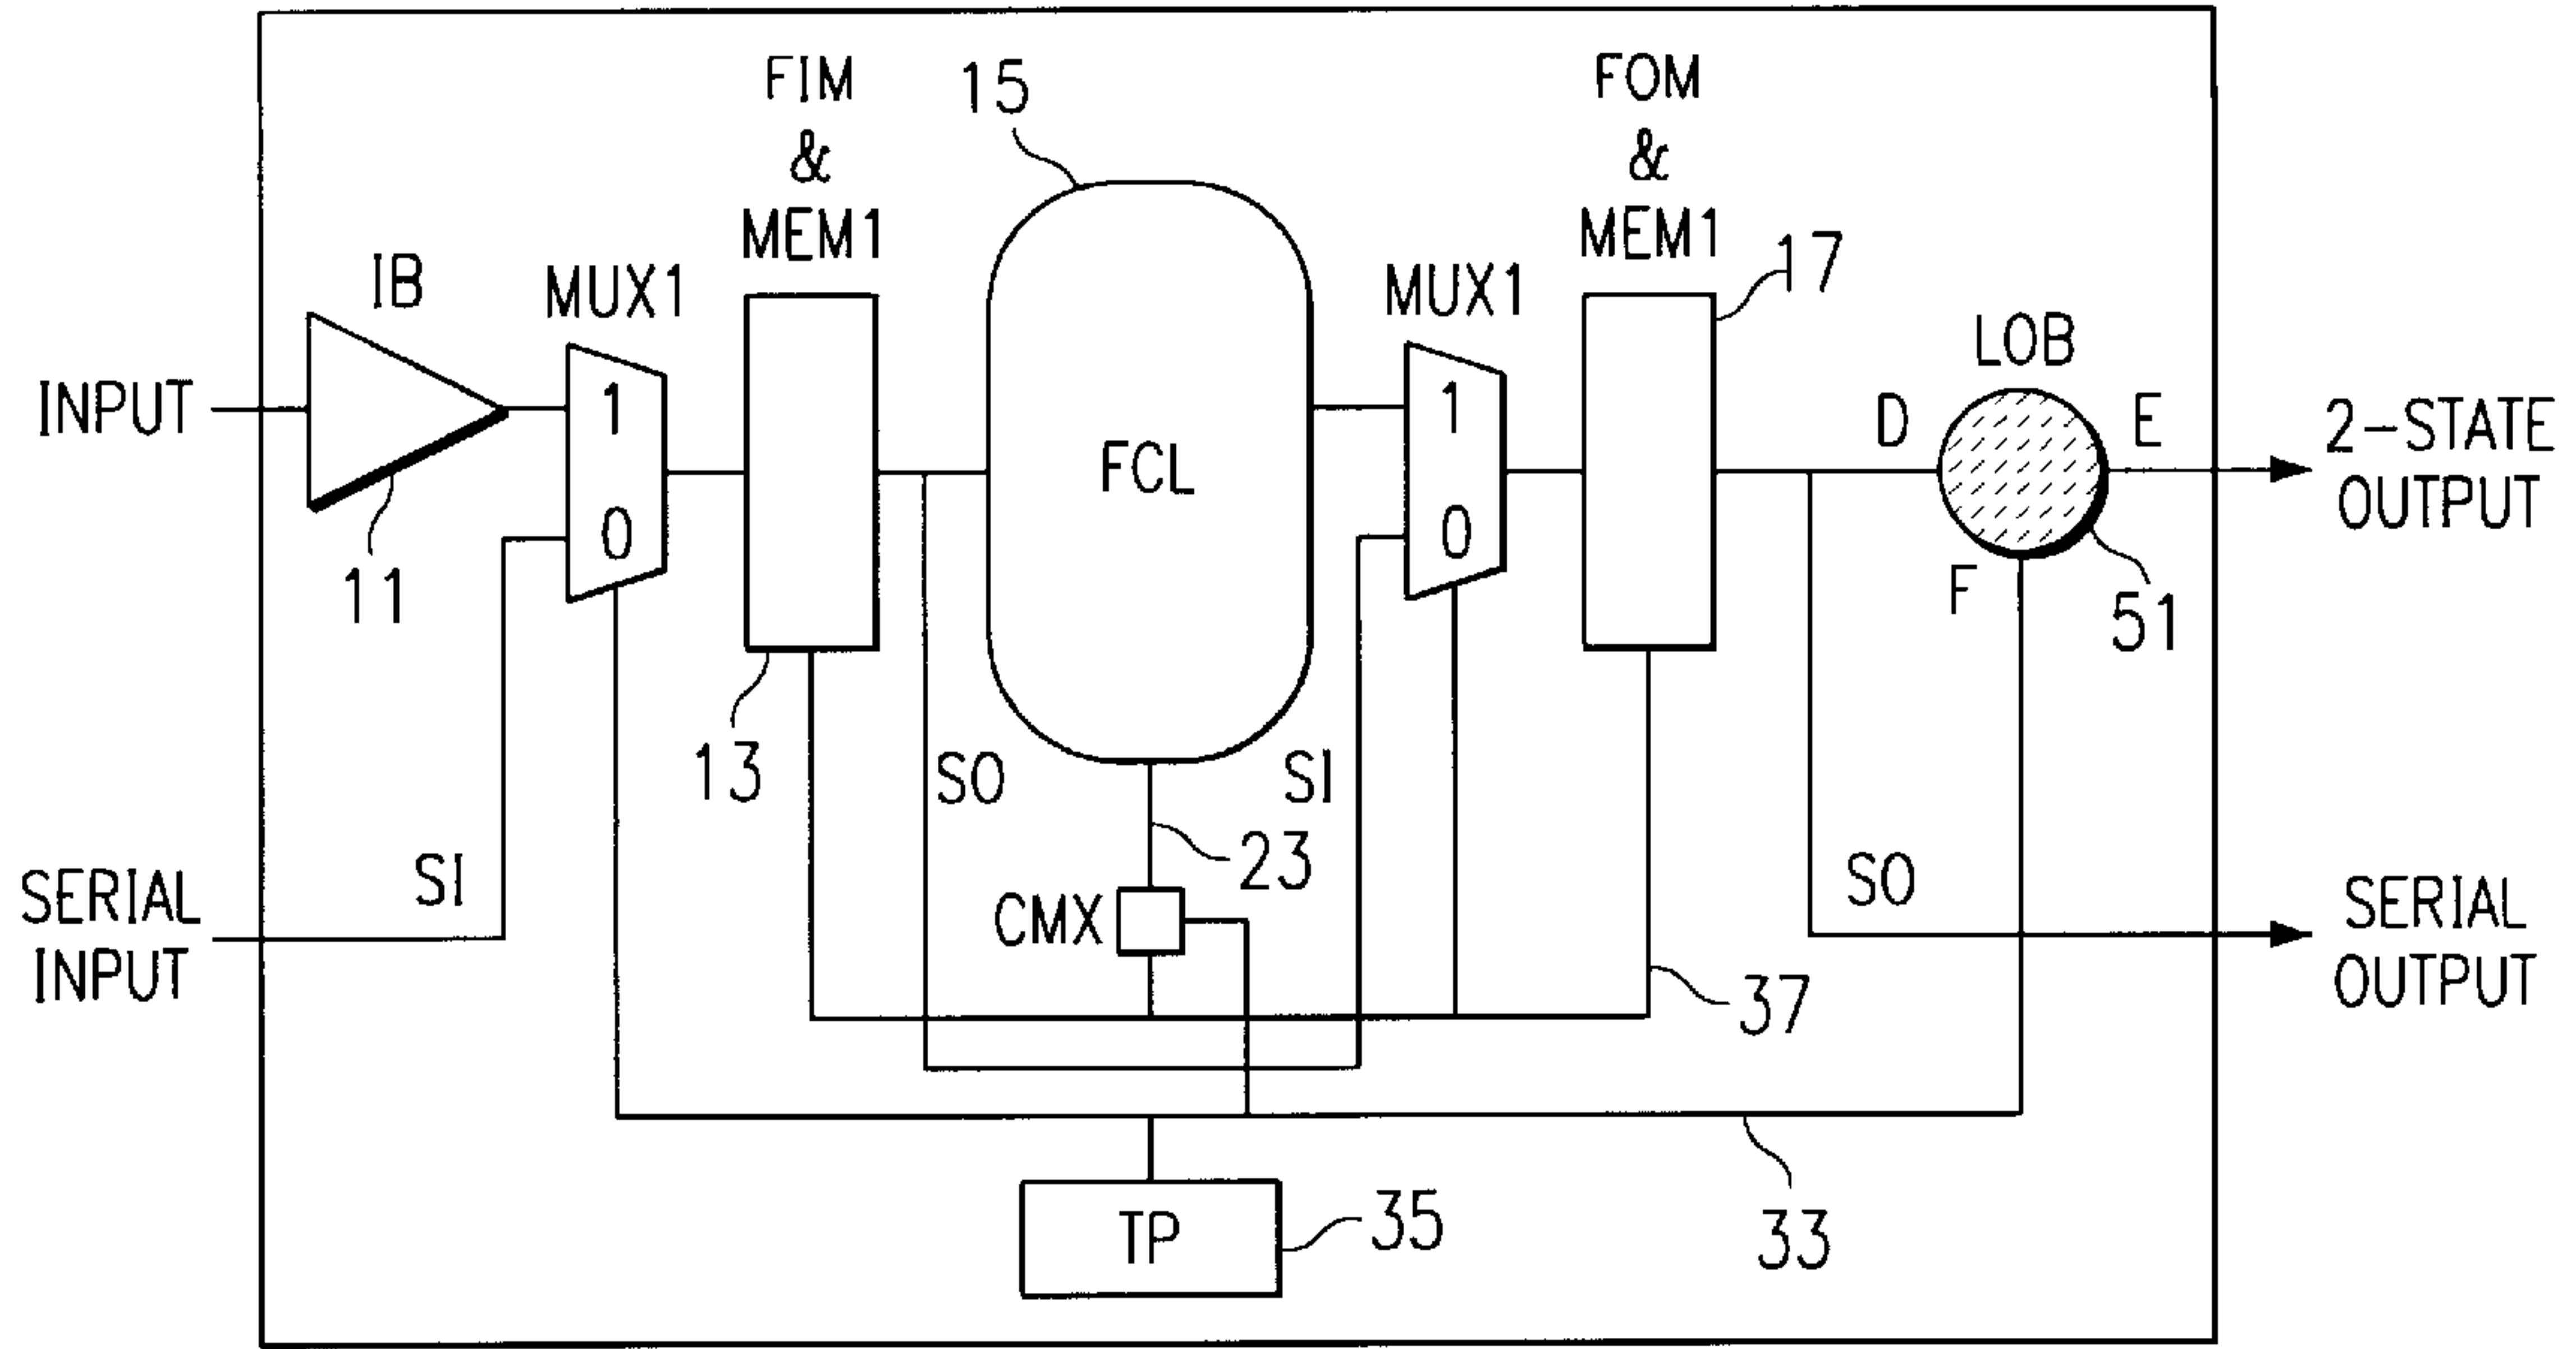 FIM
&
MEM1
15
FOM
&
MEM1
17
IB
MUX1
MUX1
LOB
INPUT
1
0
FCL
1
0
D
E
F
2-STATE
OUTPUT
11
13
51
SO
SI
23
SI
CMX
SO
SERIAL
INPUT
SERIAL
OUTPUT
37
TP
35
33